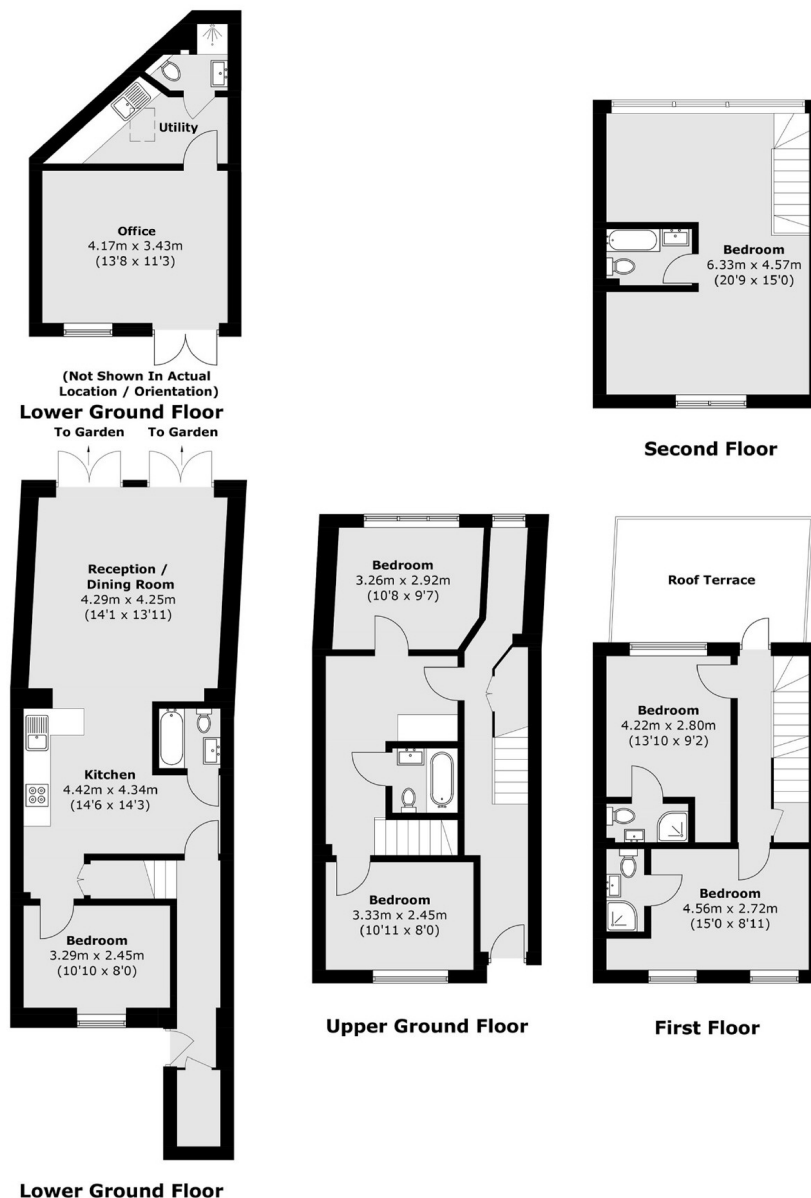 Utility
Office
4.17m x 3.43m
(13'8 x 11'3)
(Not Shown In Actual
Location / Orientation)
Lower Ground Floor
Bedroom
6.33m x 4.57m
(20'9 x 15'0)
Second Floor
To Garden To Garden
Reception /
Dining Room
4.29m x 4.25m
(14'1 x 13'11)
Kitchen
4.42m x 4.34m
(14'6 x 14'3)
Bedroom
3.29m x 2.45m
(10'10 x 8'0)
Lower Ground Floor
Bedroom
3.26m x 2.92m
(10'8 x 9'7)
Bedroom
3.33m x 2.45m
(10'11 x 8'0)
Upper Ground Floor
Roof Terrace
Bedroom
4.22m x 2.80m
(13'10 x 9'2)
Bedroom
4.56m x 2.72m
(15'0 x 8'11)
First Floor